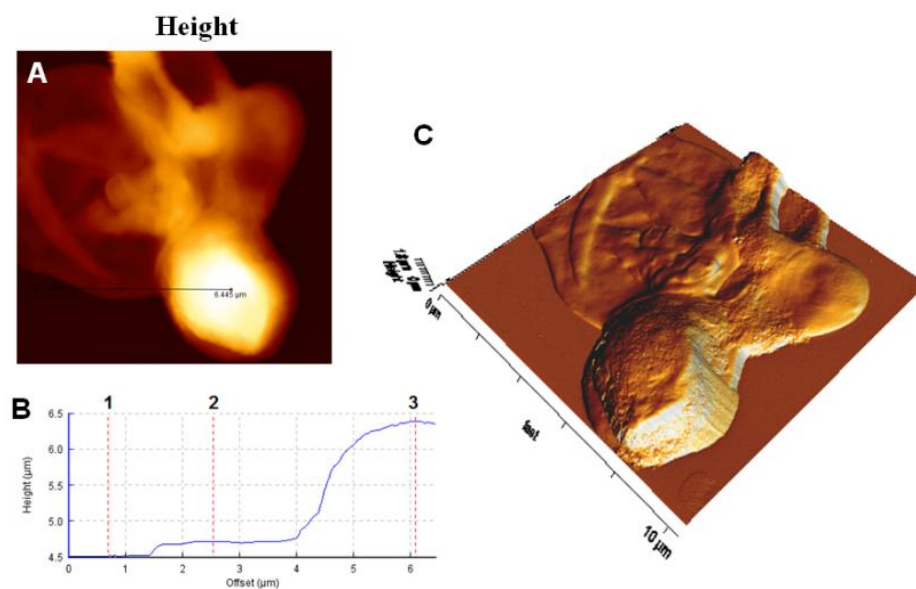 Height
A
6.445 μm
B
1 2 3
6.5
6.0
5.5
5.0
4.5
Height (μm)
0 1 2 3 4 5 6
Offset (μm)
C
0 μm
fast
10 μm